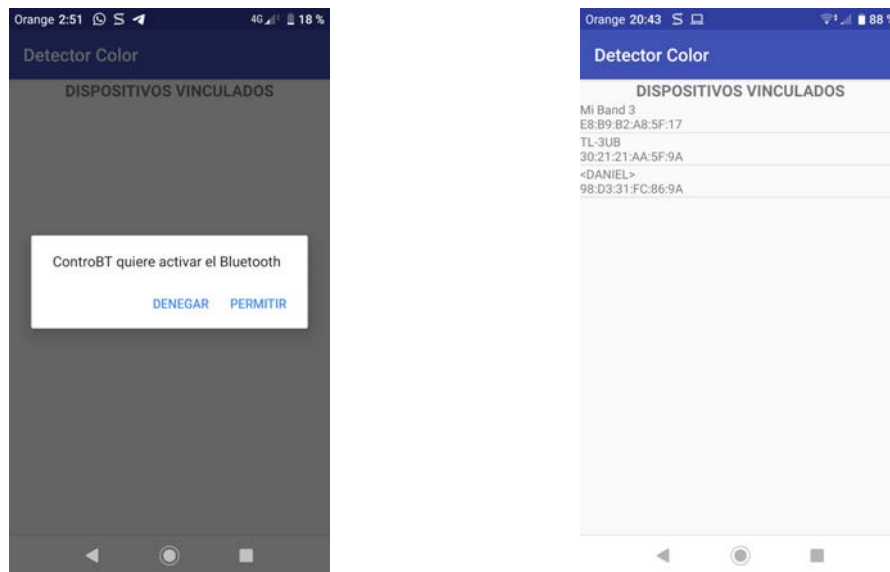 Orange 2:51
4G 18 %
Detector Color
DISPOSITIVOS VINCULADOS
ControBT quiere activar el Bluetooth
DENEGAR PERMITIR
Orange 20:43
88 %
Detector Color
DISPOSITIVOS VINCULADOS
Mi Band 3
E8:B9:B2:A8:5F:17
TL-3UB
30:21:21:AA:5F:9A
<DANIEL>
98:D3:31:FC:86:9A